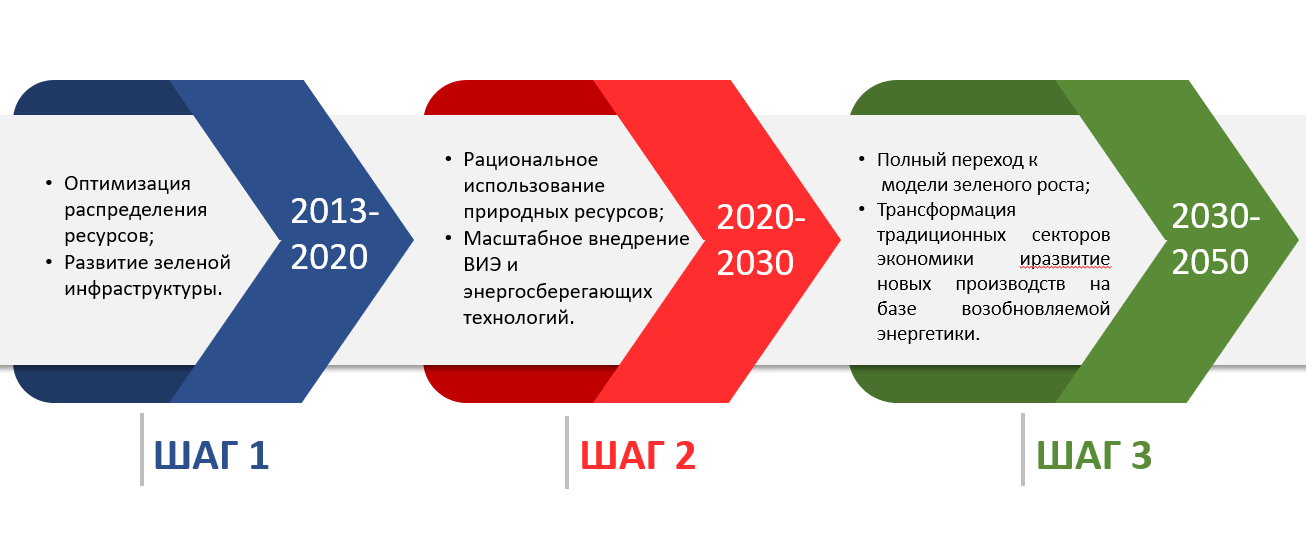 • Оптимизация
распределения
ресурсов;
• Развитие зеленой
инфраструктуры.
2013-
2020
ШАГ 1
• Рациональное
использование
природных ресурсов;
• Масштабное внедрение
ВИЭ и
энергосберегающих
технологий.
2020-
2030
ШАГ 2
• Полный переход к
модели зеленого роста;
• Трансформация
традиционных секторов
экономики иразвитие
новых производств на
базе возобновляемой
энергетики.
2030-
2050
ШАГ 3